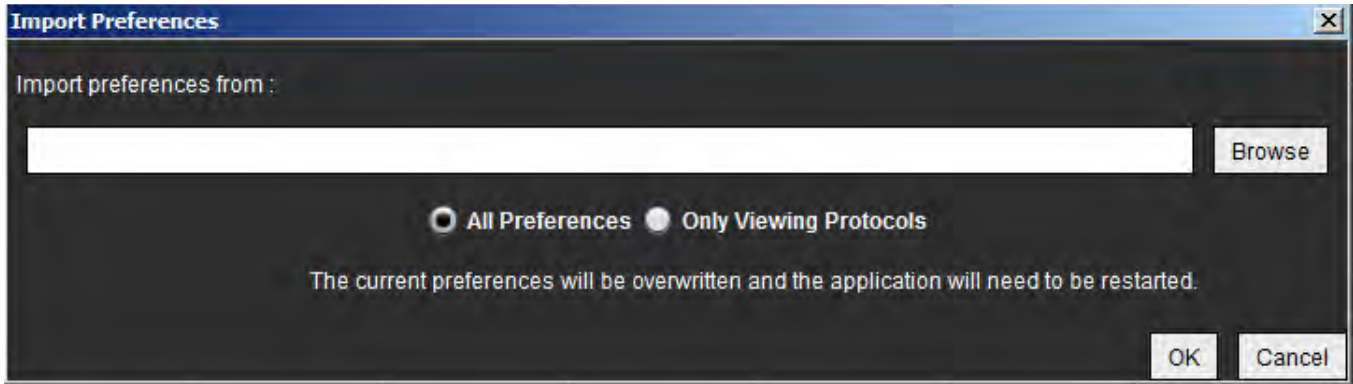 Import Preferences
Import preferences from :
Browse
All Preferences Only Viewing Protocols
The current preferences will be overwritten and the application will need to be restarted.
OK Cancel